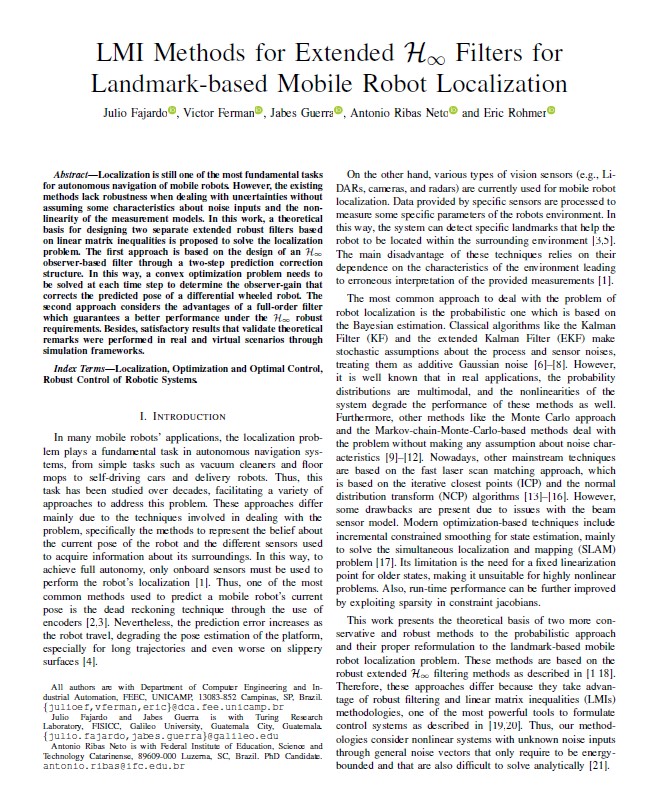 LMI Methods for Extended ℋ∞ Filters for
Landmark-based Mobile Robot Localization
Julio Fajardo, Victor Ferman, Jabes Guerra, Antonio Ribas Neto and Eric Rohmer
Abstract—Localization is still one of the most fundamental tasks
for autonomous navigation of mobile robots. However, the existing
methods lack robustness when dealing with uncertainties without
assuming some characteristics about noise inputs and the non-
linearity of the measurement models. In this work, a theoretical
basis for designing two separate extended robust filters based
on linear matrix inequalities is proposed to solve the localization
problem. The first approach is based on the design of an ℋ∞
observer-based filter through a two-step prediction correction
structure. In this way, a convex optimization problem needs to
be solved at each time step to determine the observer-gain that
corrects the predicted pose of a differential wheeled robot. The
second approach considers the advantages of a full-order filter
which guarantees a better performance under the ℋ∞ robust
requirements. Besides, satisfactory results that validate theoretical
remarks were performed in real and virtual scenarios through
simulation frameworks.
Index Terms—Localization, Optimization and Optimal Control,
Robust Control of Robotic Systems.
I. INTRODUCTION
In many mobile robots' applications, the localization prob-
lem plays a fundamental task in autonomous navigation sys-
tems, from simple tasks such as vacuum cleaners and floor
mops to self-driving cars and delivery robots. Thus, this
task has been studied over decades, facilitating a variety of
approaches to address this problem. These approaches differ
mainly due to the techniques involved in dealing with the
problem, specifically the methods to represent the belief about
the current pose of the robot and the different sensors used
to acquire information about its surroundings. In this way, to
achieve full autonomy, only onboard sensors must be used to
perform the robot's localization [1]. Thus, one of the most
common methods used to predict a mobile robot's current
pose is the dead reckoning technique through the use of
encoders [2,3]. Nevertheless, the prediction error increases as
the robot travel, degrading the pose estimation of the platform,
especially for long trajectories and even worse on slippery
surfaces [4].
All authors are with Department of Computer Engineering and In-
dustrial Automation, FEEC, UNICAMP, 13083-852 Campinas, SP, Brazil.
{julioef,vferman,eric}@dca.fee.unicamp.br
Julio Fajardo and Jabes Guerra is with Turing Research
Laboratory, FISICC, Galileo University, Guatemala City, Guatemala.
{julio.fajardo,jabes.guerra}@galileo.edu
Antonio Ribas Neto is with Federal Institute of Education, Science and
Technology Catarinense, 89609-000 Luzerna, SC, Brazil. PhD Candidate.
antonio.ribas@ifc.edu.br
On the other hand, various types of vision sensors (e.g., Li-
DARs, cameras, and radars) are currently used for mobile robot
localization. Data provided by specific sensors are processed to
measure some specific parameters of the robots environment. In
this way, the system can detect specific landmarks that help the
robot to be located within the surrounding environment [3,5].
The main disadvantage of these techniques relies on their
dependence on the characteristics of the environment leading
to erroneous interpretation of the provided measurements [1].
The most common approach to deal with the problem of
robot localization is the probabilistic one which is based on
the Bayesian estimation. Classical algorithms like the Kalman
Filter (KF) and the extended Kalman Filter (EKF) make
stochastic assumptions about the process and sensor noises,
treating them as additive Gaussian noise [6]–[8]. However,
it is well known that in real applications, the probability
distributions are multimodal, and the nonlinearities of the
system degrade the performance of these methods as well.
Furthermore, other methods like the Monte Carlo approach
and the Markov-chain-Monte-Carlo-based methods deal with
the problem without making any assumption about noise char-
acteristics [9]–[12]. Nowadays, other mainstream techniques
are based on the fast laser scan matching approach, which
is based on the iterative closest points (ICP) and the normal
distribution transform (NCP) algorithms [13]–[16]. However,
some drawbacks are present due to issues with the beam
sensor model. Modern optimization-based techniques include
incremental constrained smoothing for state estimation, mainly
to solve the simultaneous localization and mapping (SLAM)
problem [17]. Its limitation is the need for a fixed linearization
point for older states, making it unsuitable for highly nonlinear
problems. Also, run-time performance can be further improved
by exploiting sparsity in constraint jacobians.
This work presents the theoretical basis of two more con-
servative and robust methods to the probabilistic approach
and their proper reformulation to the landmark-based mobile
robot localization problem. These methods are based on the
robust extended ℋ∞ filtering methods as described in [1 18].
Therefore, these approaches differ because they take advan-
tage of robust filtering and linear matrix inequalities (LMIs)
methodologies, one of the most powerful tools to formulate
control systems as described in [19,20]. Thus, our method-
ologies consider nonlinear systems with unknown noise inputs
through general noise vectors that only require to be energy-
bounded and that are also difficult to solve analytically [21].